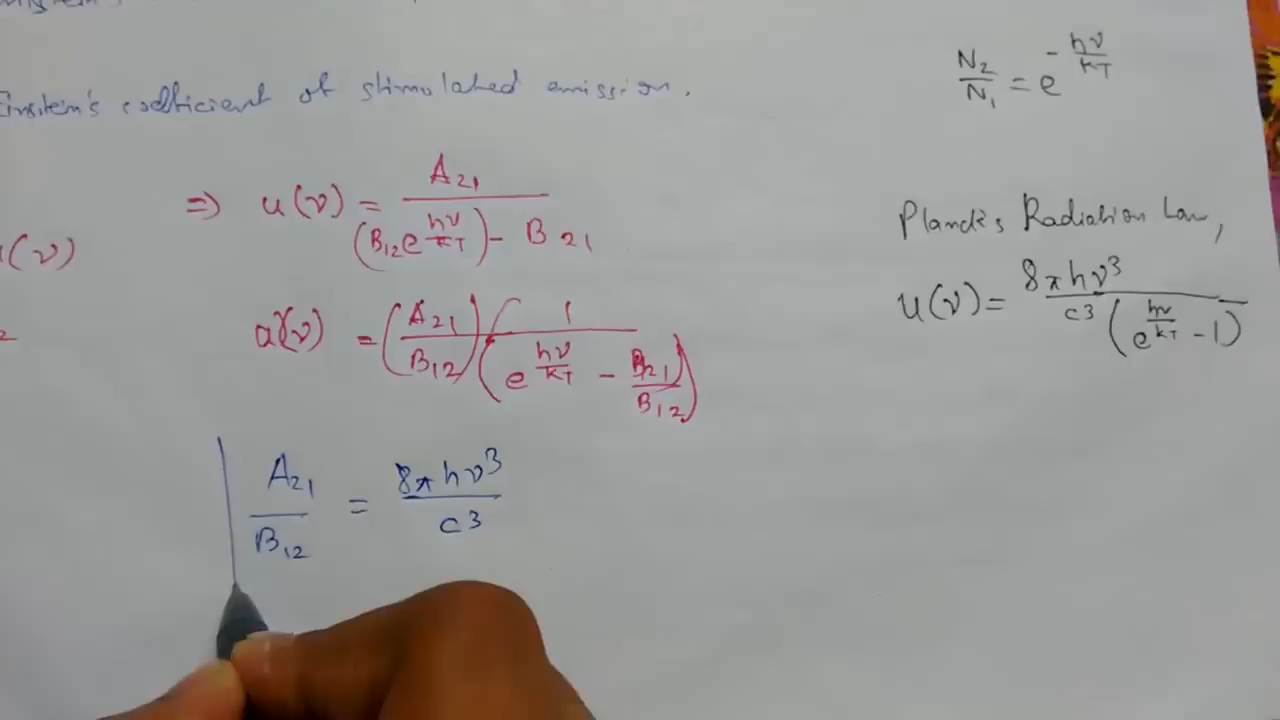 Einstein's coefficient of stimulated emission.
N₂/N₁ = e^(-hν/kT)
⇒ u(ν) = A₂₁ / ((B₁₂e^(hν/kT)) - B₂₁)
(ν)
Planck's Radiation Law,
u(ν) = 8πhν³ / c³(e^(hν/kT) - 1)
u(ν) = (A₂₁/B₁₂) (1 / (e^(hν/kT) - B₂₁/B₁₂))
A₂₁/B₁₂ = 8πhν³/c³